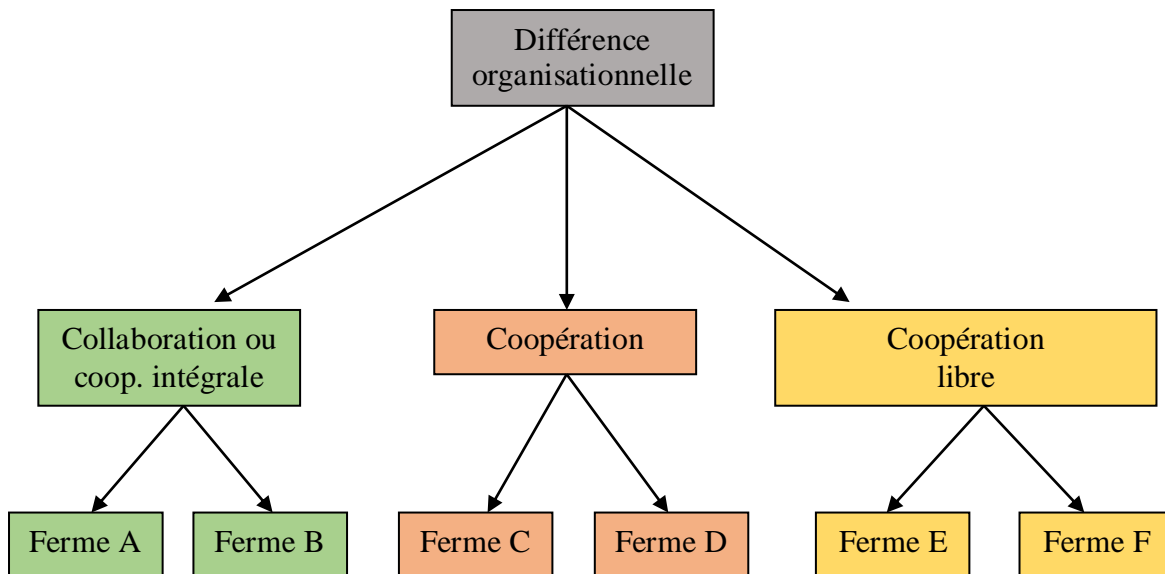 Différence
organisationnelle
Collaboration ou
coop. intégrale
Coopération
Coopération
libre
Ferme A
Ferme B
Ferme C
Ferme D
Ferme E
Ferme F